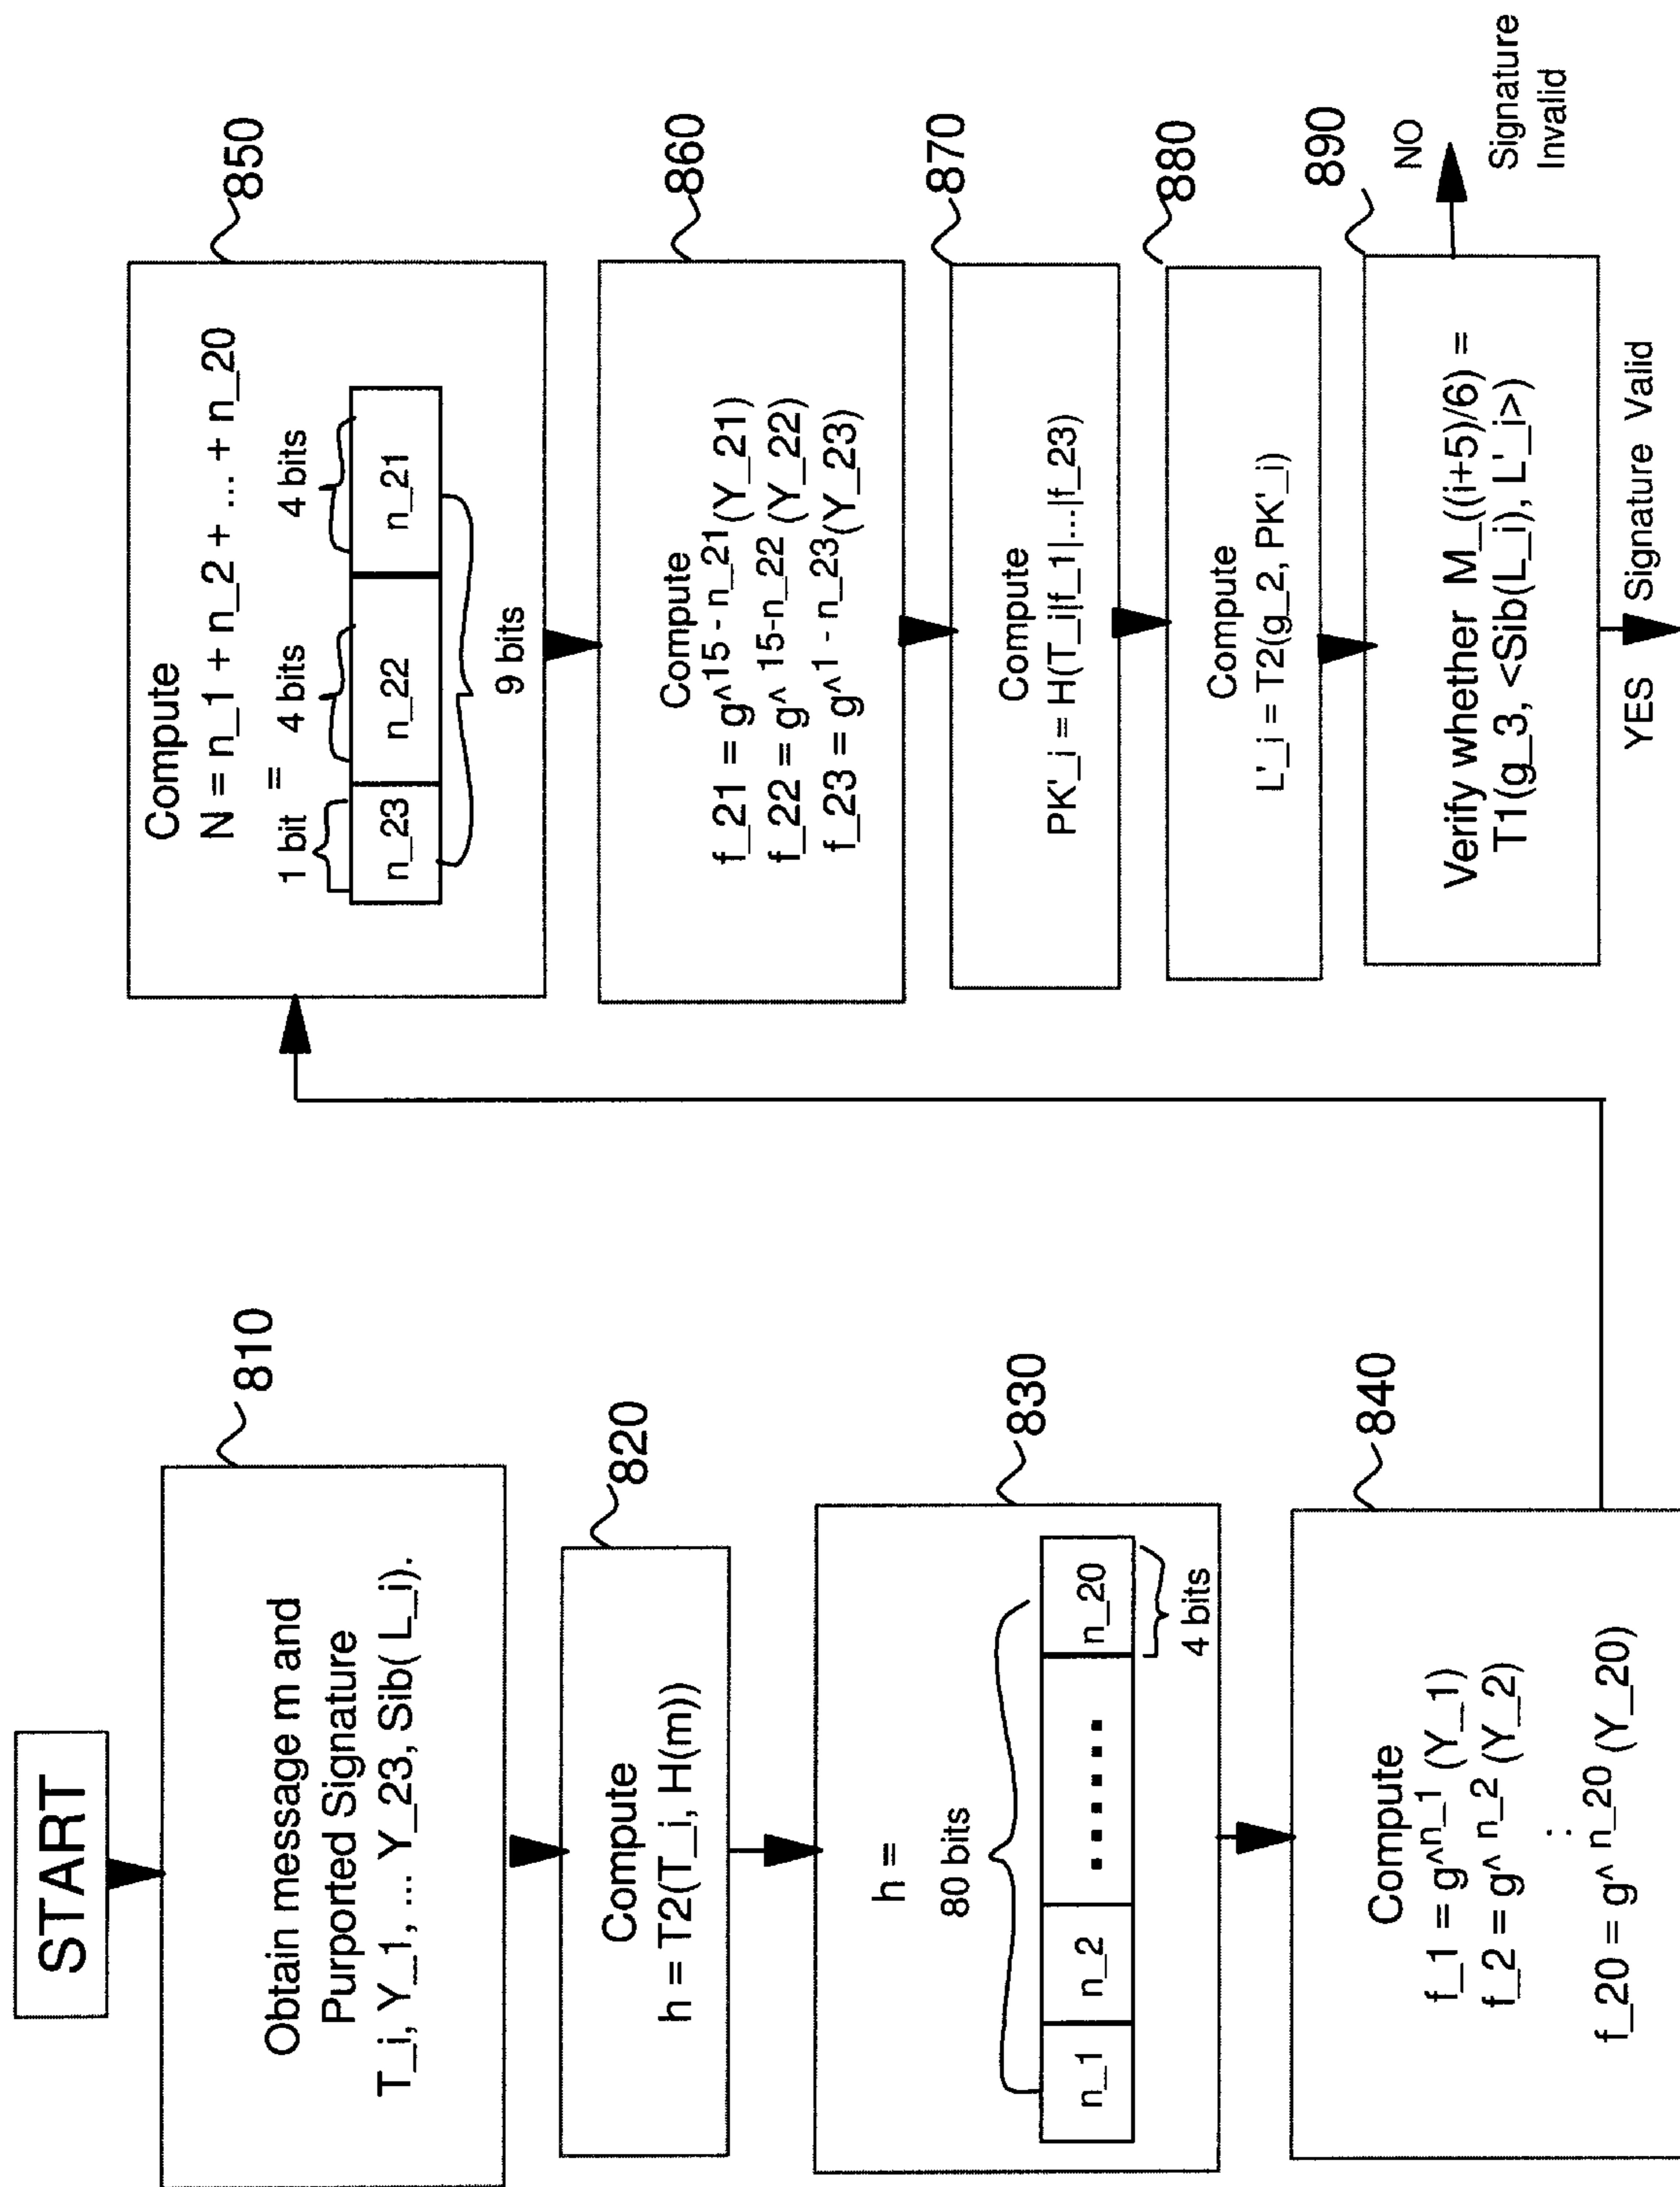 START
810
Obtain message m and
Purported Signature
T_i, Y_1, ... Y_23, Sib( L_i).
820
Compute
h = T2(T_i, H(m))
830
h =
80 bits
n_1
n_2
......
n_20
4 bits
840
Compute
f_1 = g^n_1 (Y_1)
f_2 = g^ n_2 (Y_2)
:
f_20 = g^ n_20 (Y_20)
850
Compute
N = n_1 + n_2 + ... + n_20
=
1 bit
4 bits
4 bits
n_23
n_22
n_21
9 bits
860
Compute
f_21 = g^15 - n_21(Y_21)
f_22 = g^ 15-n_22 (Y_22)
f_23 = g^1 - n_23(Y_23)
870
Compute
PK'_i = H(T_i|f_1|...|f_23)
880
Compute
L'_i = T2(g_2, PK'_i)
890
Verify whether M_((i+5)/6) =
T1(g_3, <Sib(L_i), L'_i>)
NO
Signature
Invalid
YES
Signature Valid